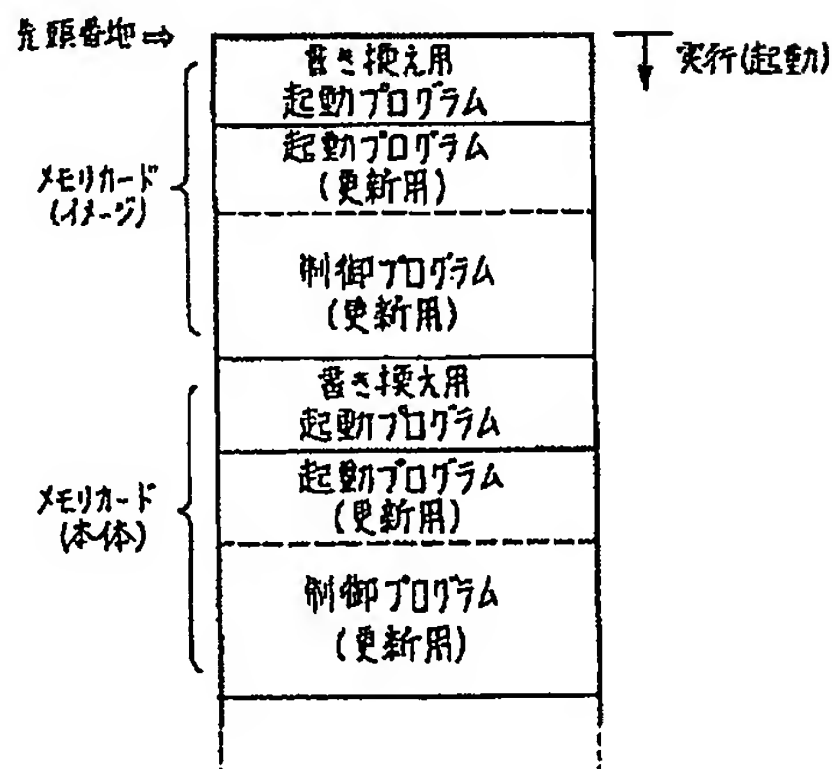 先頭番地⇒
書き換え用
起動プログラム
実行(起動)
起動プログラム
(更新用)
メモリカード
(イメージ)
制御プログラム
(更新用)
書き換え用
起動プログラム
起動プログラム
(更新用)
メモリカード
(本体)
制御プログラム
(更新用)